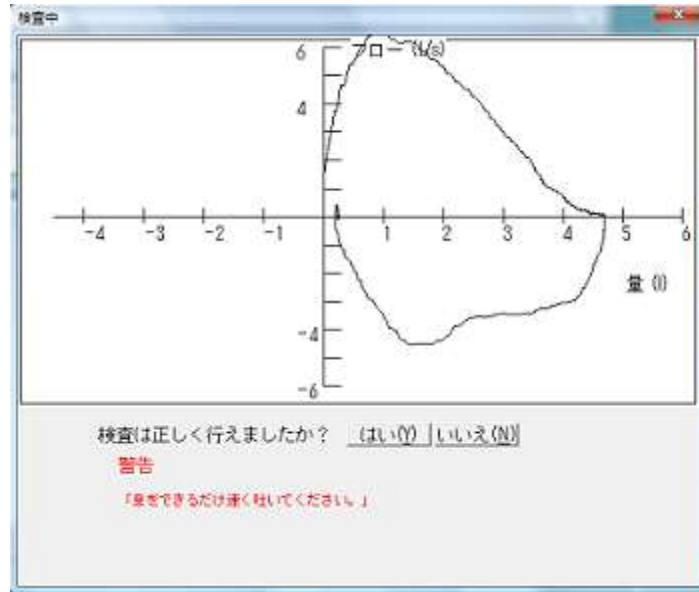 検査中
フロー (l/s)
6
4
-4 -3 -2 -1 1 2 3 4 5 6
量 (l)
-4
-6
検査は正しく行えましたか? はい(Y) いいえ(N)
警告
「息をできるだけ速く吐いてください。」